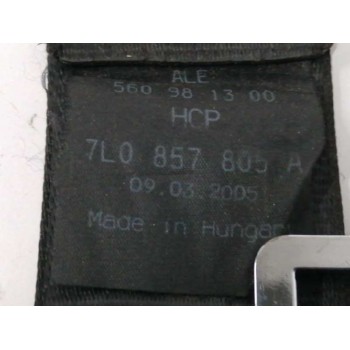 ALE
560 98 13 00
HCP
7L0 857 805 A
09.03.2005
Made in Hungary